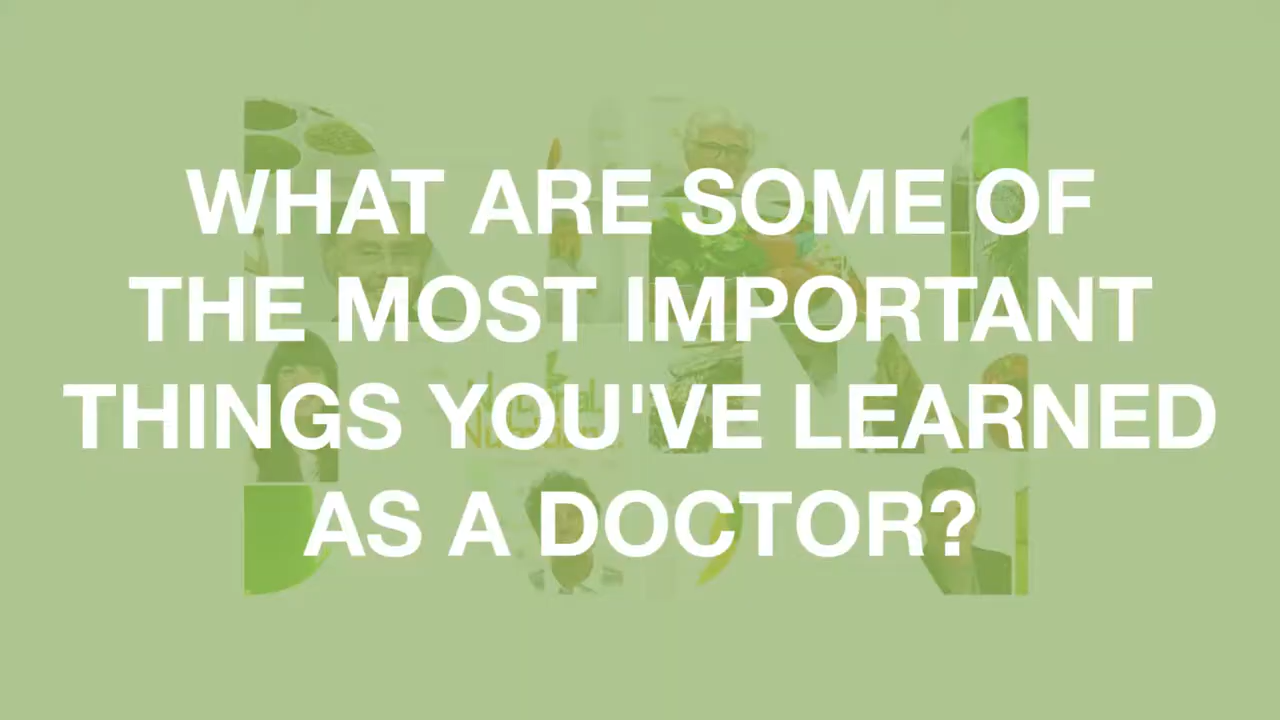 WHAT ARE SOME OF
THE MOST IMPORTANT
THINGS YOU'VE LEARNED
AS A DOCTOR?